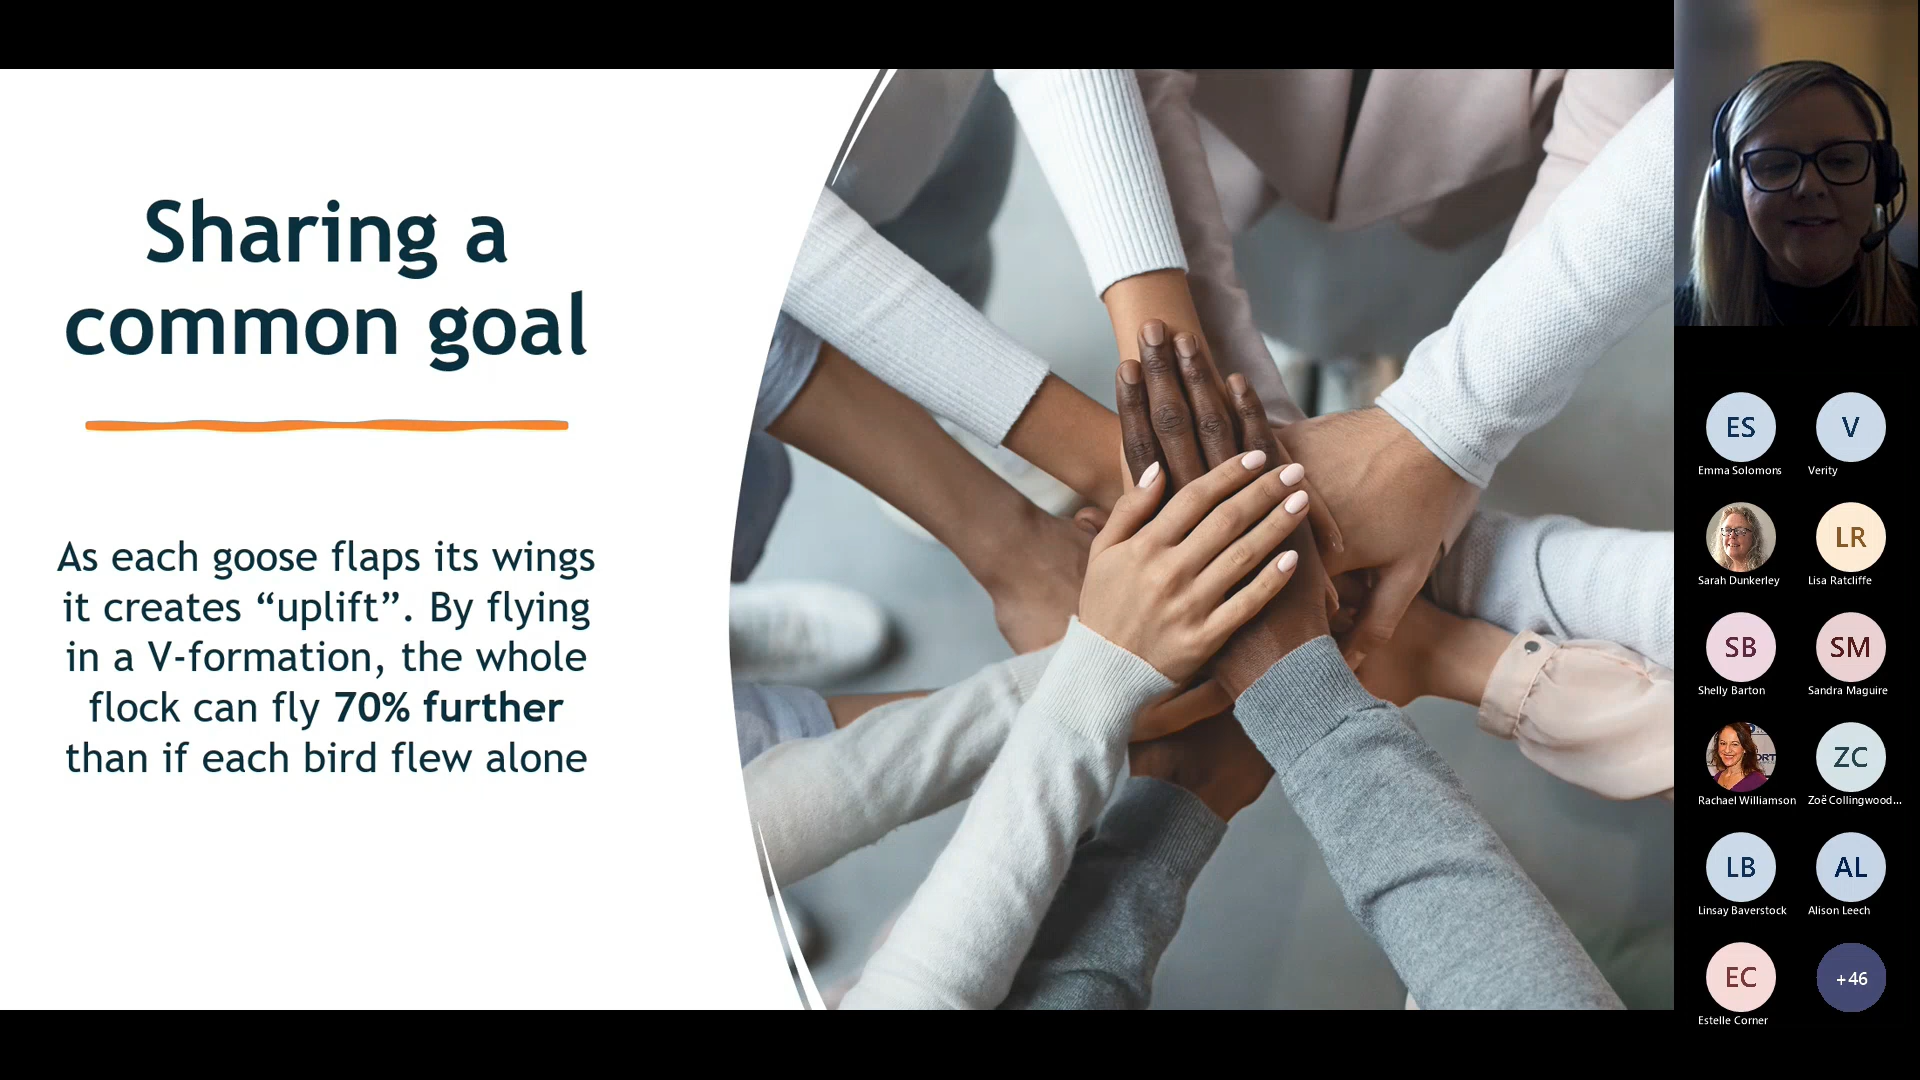 Sharing a
common goal
As each goose flaps its wings
it creates “uplift”. By flying
in a V-formation, the whole
flock can fly 70% further
than if each bird flew alone
ES
V
Emma Solomons
Verity
LR
Sarah Dunkerley
Lisa Ratcliffe
SB
SM
Shelly Barton
Sandra Maguire
ZC
Rachael Williamson
Zoë Collingwood...
LB
AL
Linsay Baverstock
Alison Leech
EC
+46
Estelle Corner